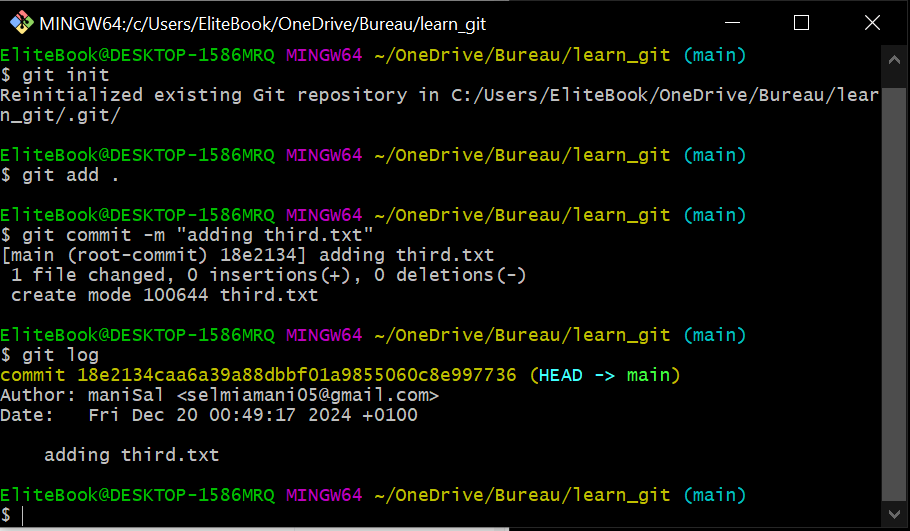 MINGW64:/c/Users/EliteBook/OneDrive/Bureau/learn_git
EliteBook@DESKTOP-1586MRQ MINGW64 ~/OneDrive/Bureau/learn_git (main)
$ git init
Reinitialized existing Git repository in C:/Users/EliteBook/OneDrive/Bureau/lear
n_git/.git/
EliteBook@DESKTOP-1586MRQ MINGW64 ~/OneDrive/Bureau/learn_git (main)
$ git add .
EliteBook@DESKTOP-1586MRQ MINGW64 ~/OneDrive/Bureau/learn_git (main)
$ git commit -m "adding third.txt"
[main (root-commit) 18e2134] adding third.txt
 1 file changed, 0 insertions(+), 0 deletions(-)
 create mode 100644 third.txt
EliteBook@DESKTOP-1586MRQ MINGW64 ~/OneDrive/Bureau/learn_git (main)
$ git log
commit 18e2134caa6a39a88dbbf01a9855060c8e997736 (HEAD -> main)
Author: maniSal <selmiamani05@gmail.com>
Date:   Fri Dec 20 00:49:17 2024 +0100
    adding third.txt
EliteBook@DESKTOP-1586MRQ MINGW64 ~/OneDrive/Bureau/learn_git (main)
$